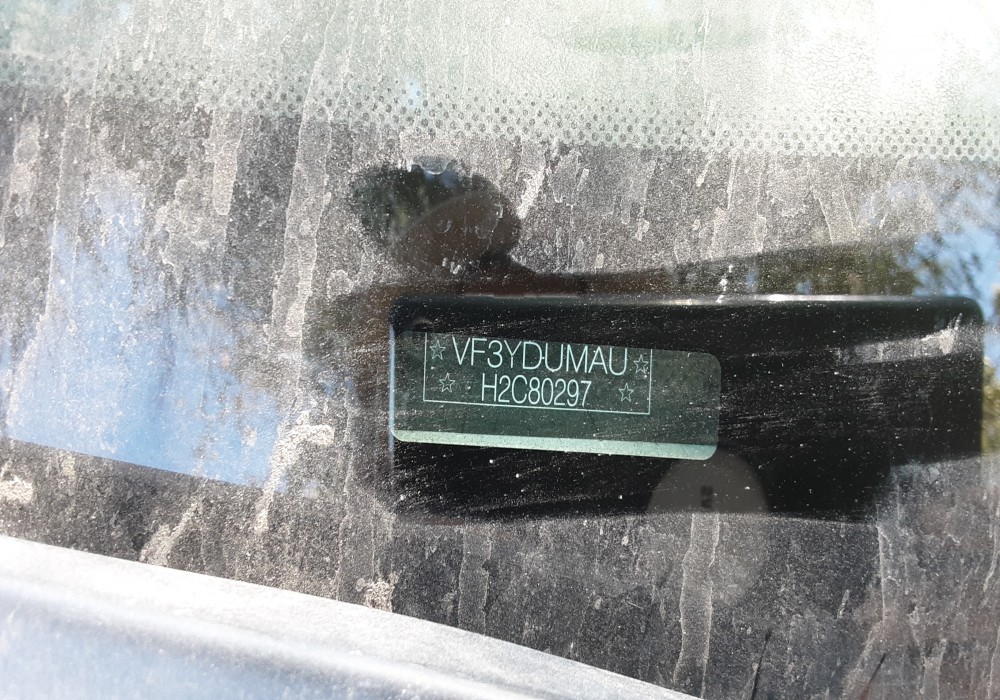 ☆ VF3YDUMAU ☆
☆ H2C80297 ☆